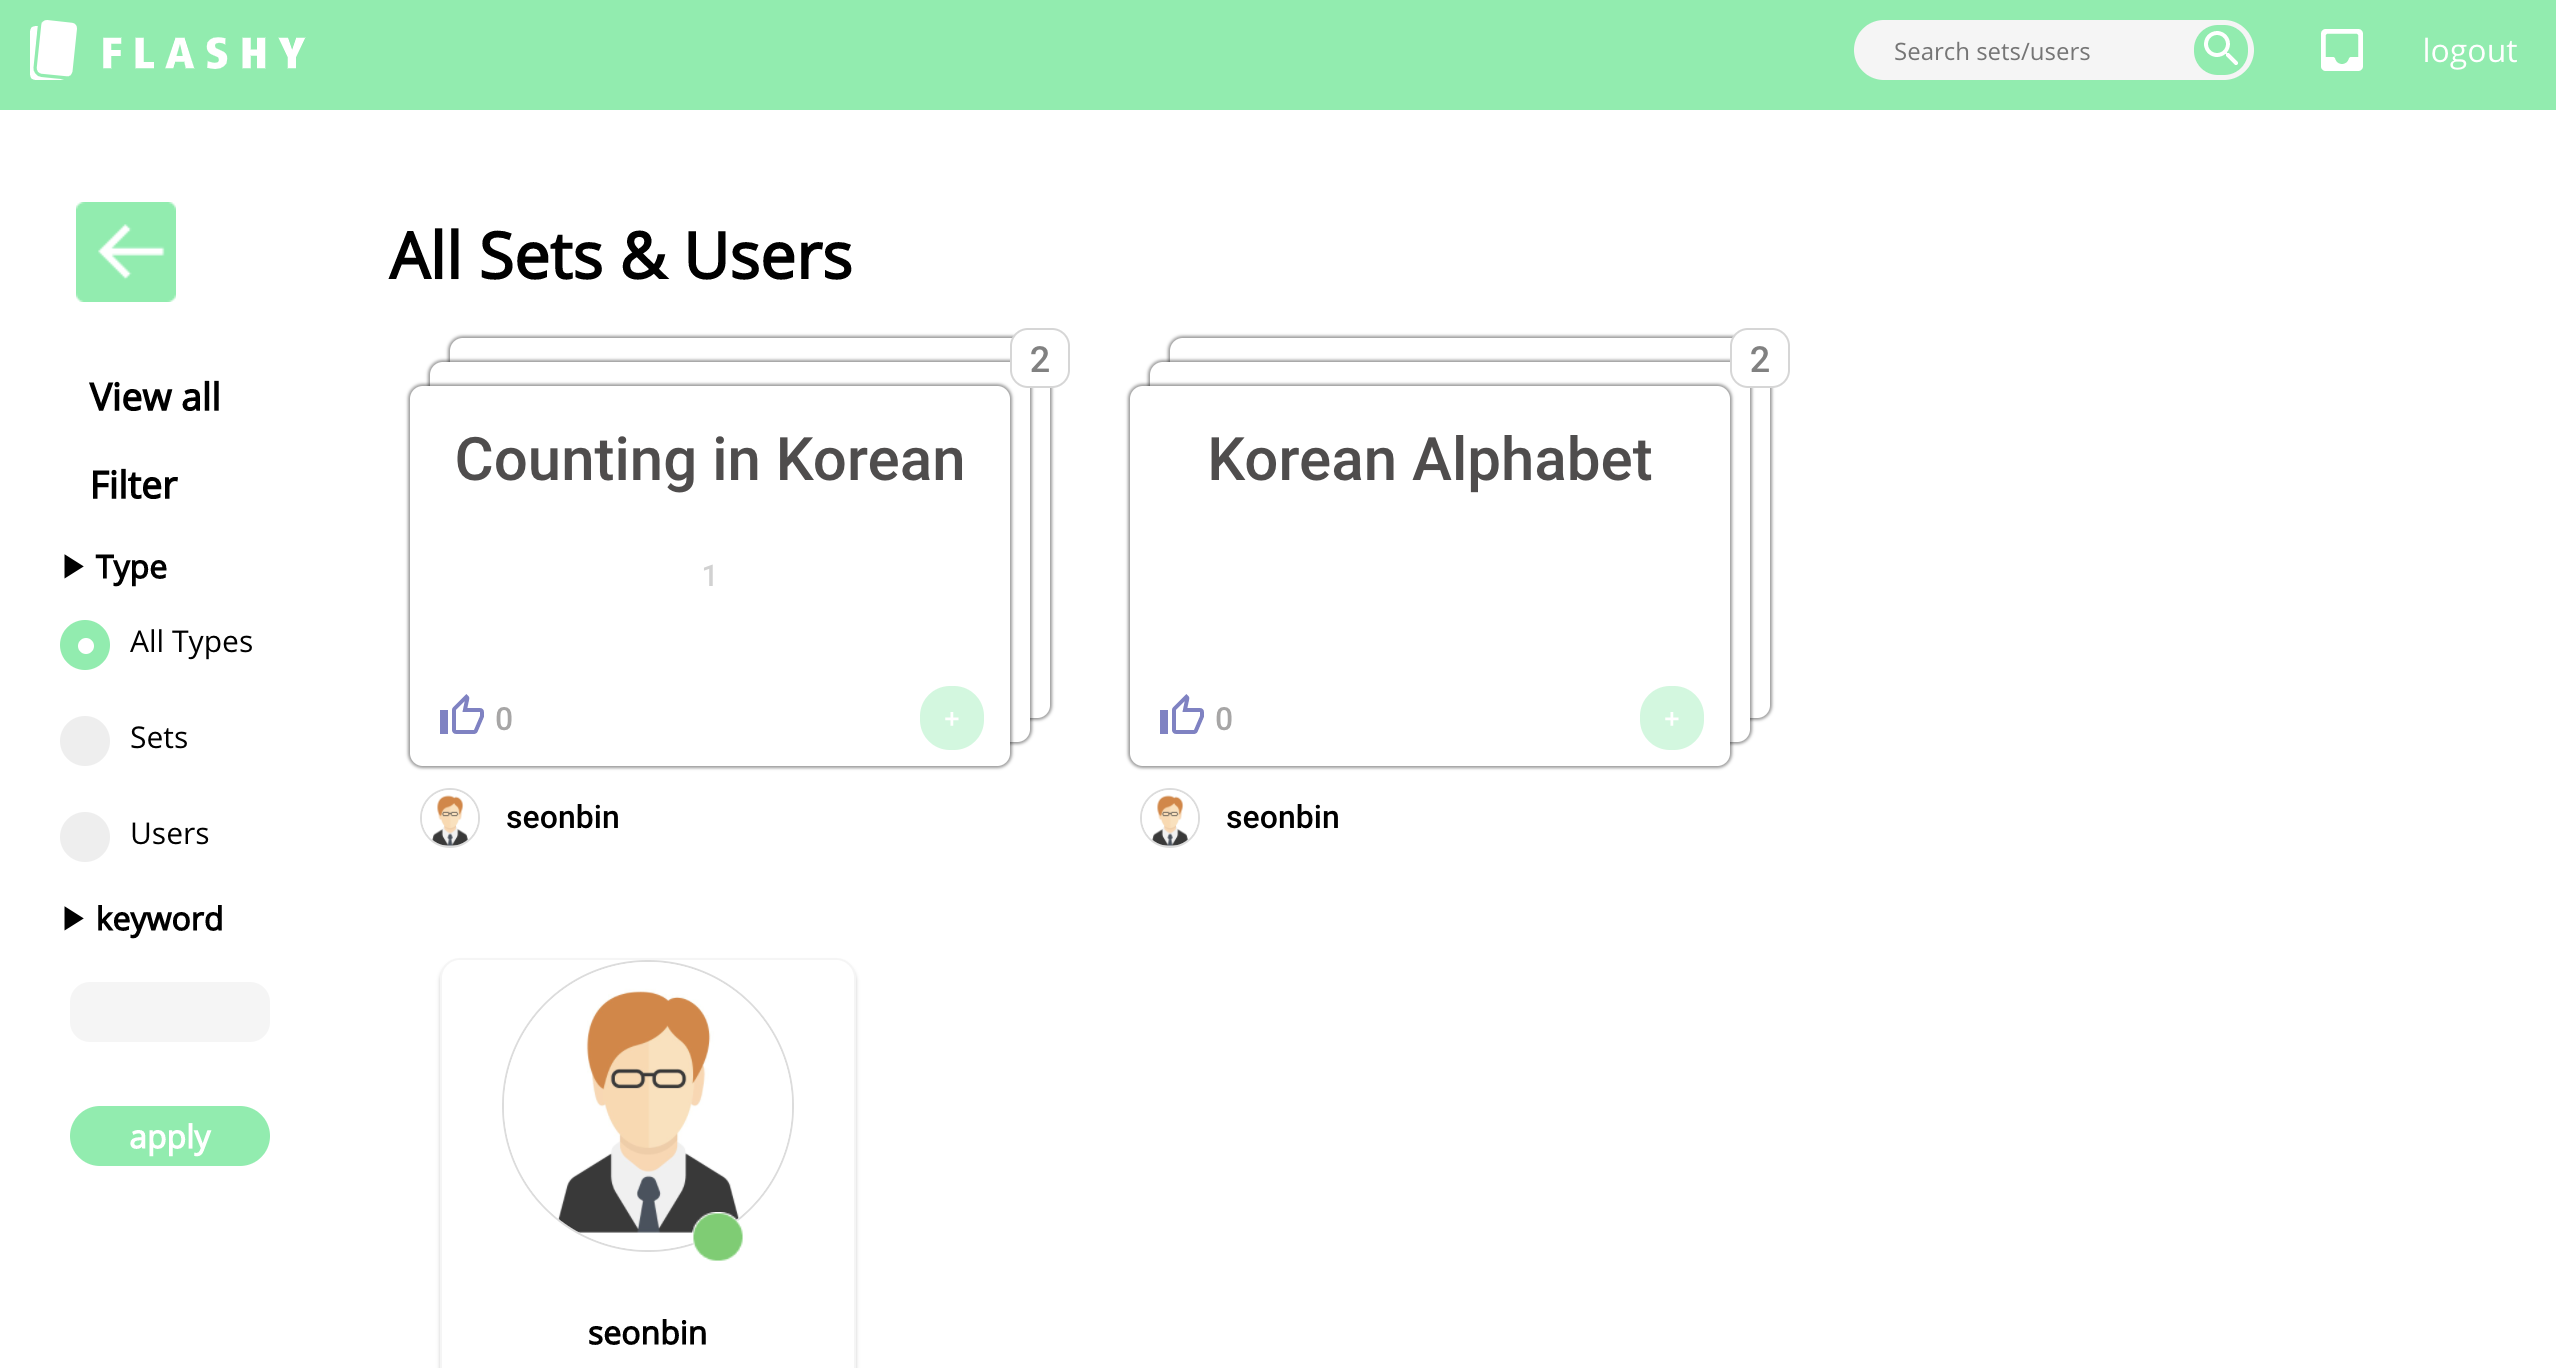 FLASHY
Search sets/users
logout
All Sets & Users
View all
Filter
Type
All Types
Sets
Users
keyword
apply
2
Counting in Korean
1
0
+
seonbin
2
Korean Alphabet
0
+
seonbin
seonbin